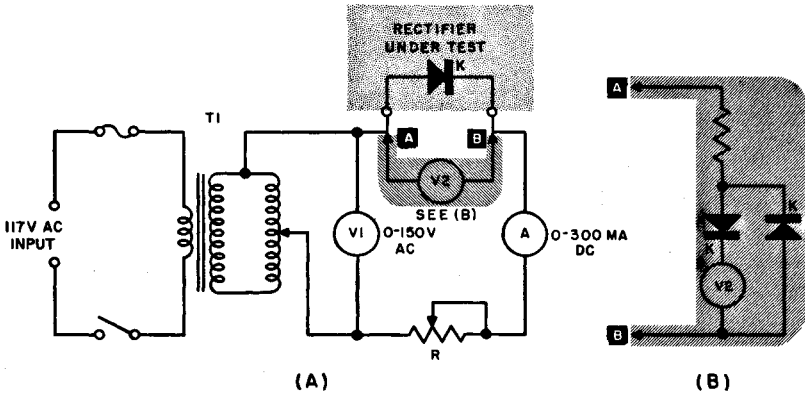 RECTIFIER
UNDER TEST
K
T1
A
B
V2
SEE (B)
117V AC
INPUT
V1
0-150V
AC
A
0-300 MA
DC
R
(A)
A
K
K
V2
B
(B)